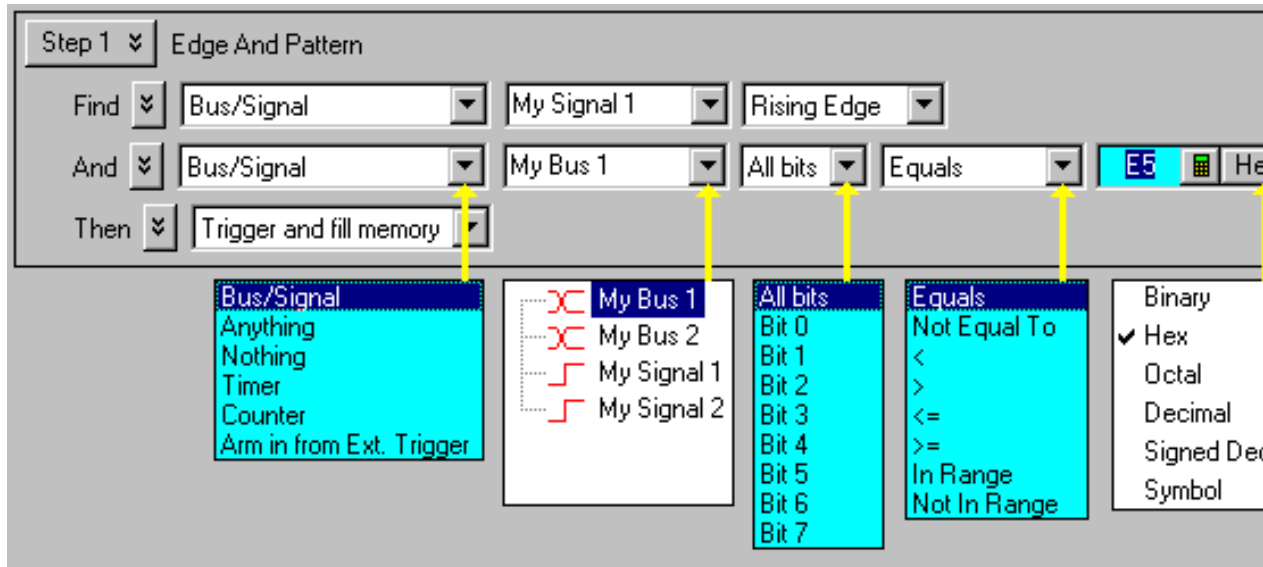 Step 1 Edge And Pattern
Find Bus/Signal My Signal 1 Rising Edge
And Bus/Signal My Bus 1 All bits Equals E5 He
Then Trigger and fill memory
Bus/Signal
Anything
Nothing
Timer
Counter
Arm in from Ext. Trigger
My Bus 1
My Bus 2
My Signal 1
My Signal 2
All bits
Bit 0
Bit 1
Bit 2
Bit 3
Bit 4
Bit 5
Bit 6
Bit 7
Equals
Not Equal To
<
>
<=
>=
In Range
Not In Range
Binary
Hex
Octal
Decimal
Signed Dec
Symbol